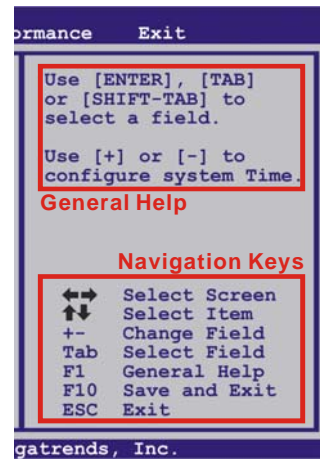 ormance Exit
Use [ENTER], [TAB]
or [SHIFT-TAB] to
select a field.
Use [+] or [-] to
configure system Time.
General Help
Navigation Keys
←→ Select Screen
↑↓ Select Item
+- Change Field
Tab Select Field
F1 General Help
F10 Save and Exit
ESC Exit
gatrends, Inc.